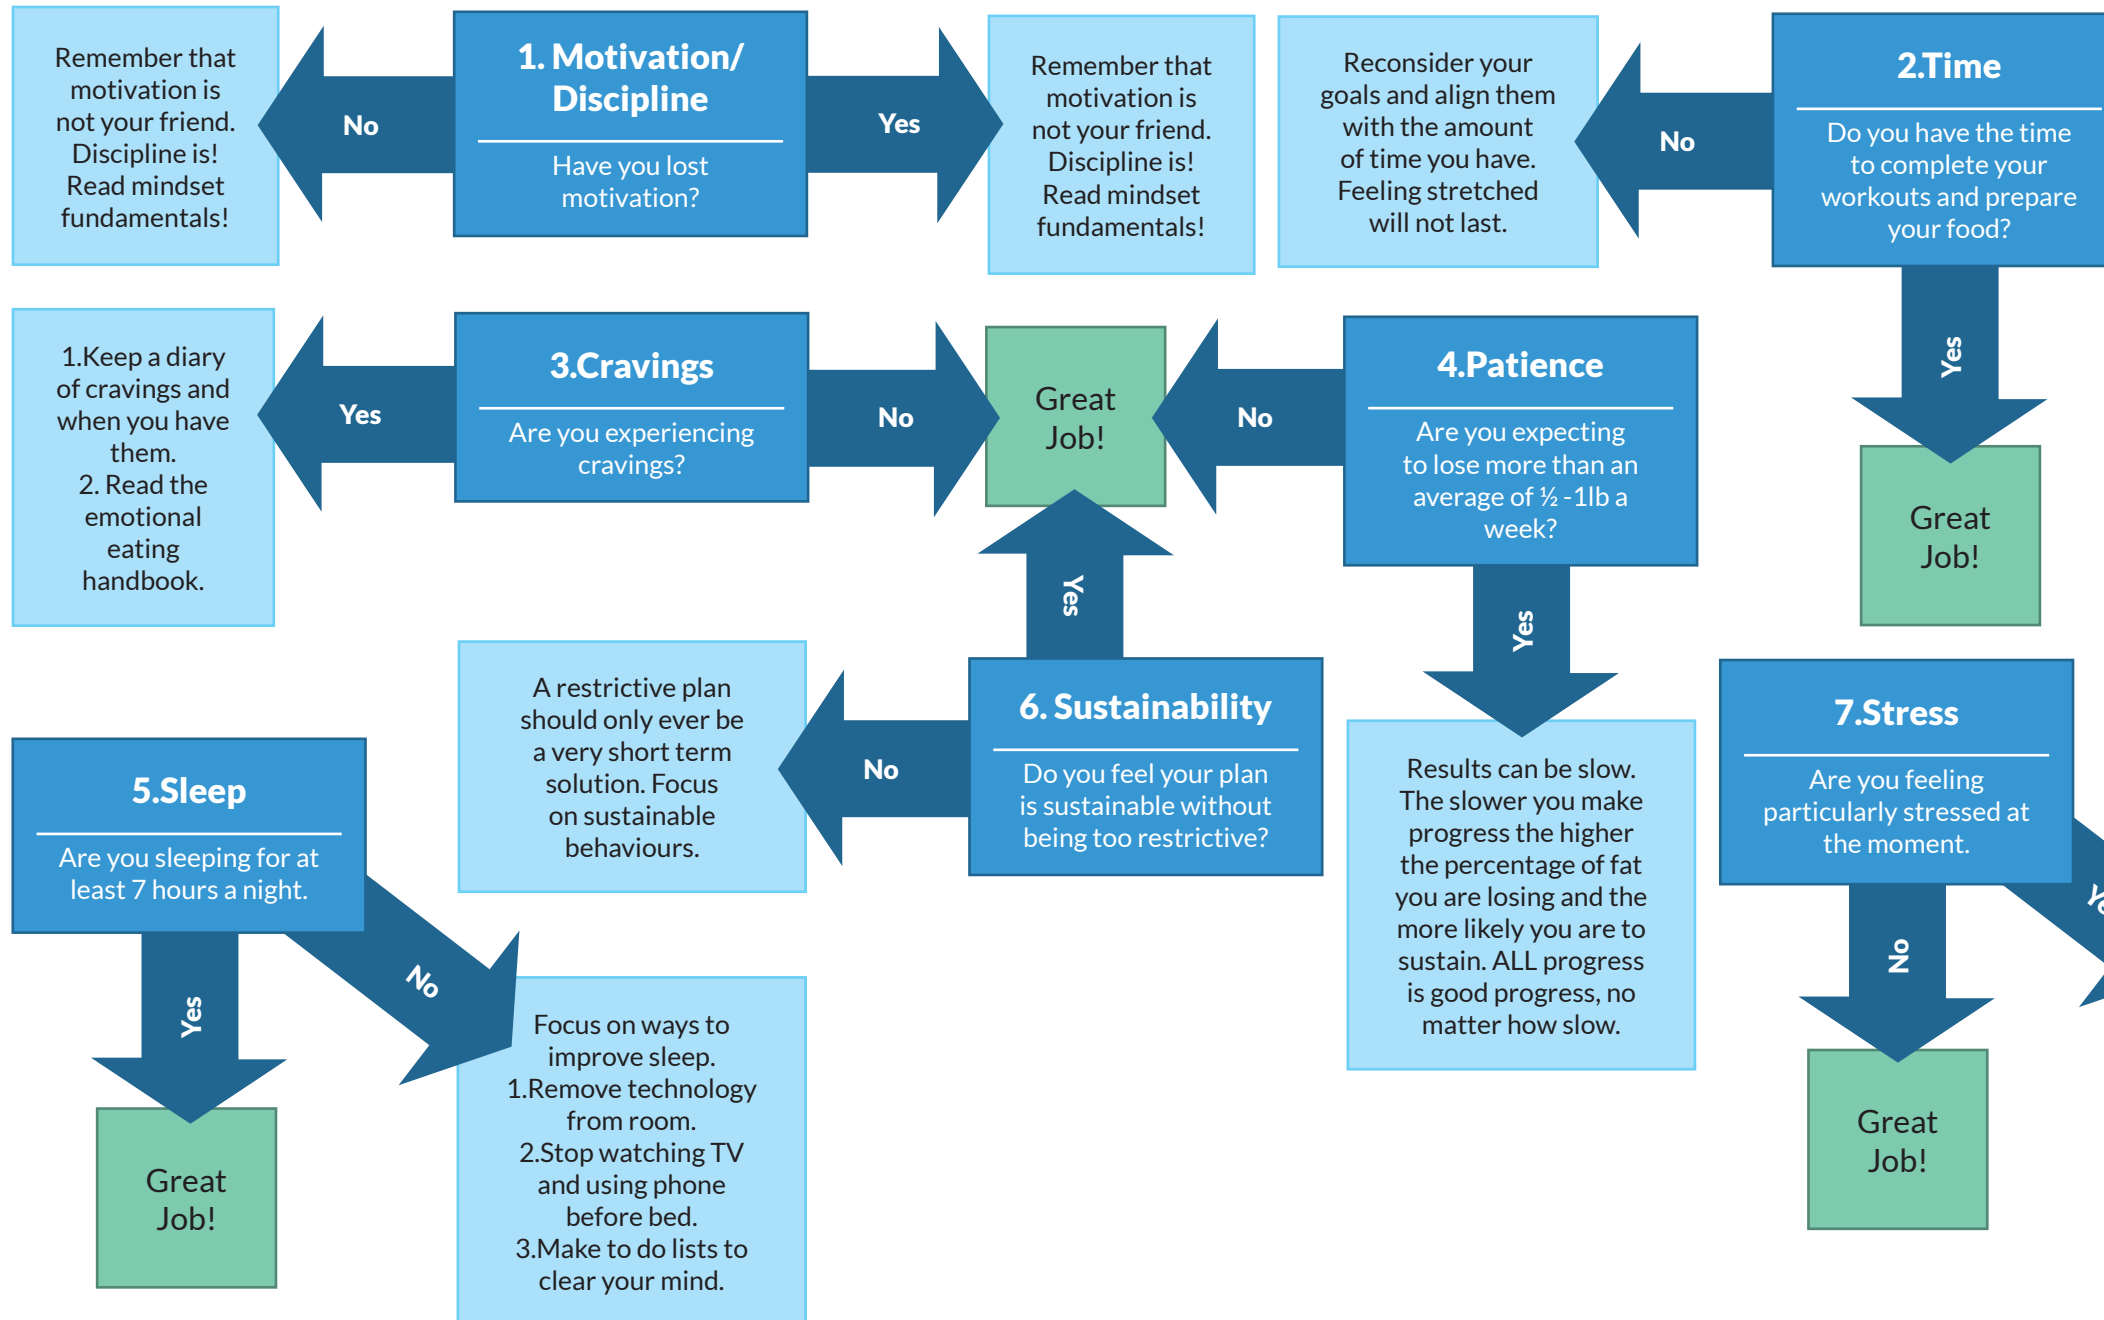 Remember that
motivation is
not your friend.
Discipline is!
Read mindset
fundamentals!
No
1. Motivation/
Discipline
Have you lost
motivation?
Yes
Remember that
motivation is
not your friend.
Discipline is!
Read mindset
fundamentals!
Reconsider your
goals and align them
with the amount
of time you have.
Feeling stretched
will not last.
No
2.Time
Do you have the time
to complete your
workouts and prepare
your food?
Yes
Great
Job!
1.Keep a diary
of cravings and
when you have
them.
2. Read the
emotional
eating
handbook.
Yes
3.Cravings
Are you experiencing
cravings?
No
Great
Job!
No
4.Patience
Are you expecting
to lose more than an
average of ½ -1lb a
week?
Yes
Results can be slow.
The slower you make
progress the higher
the percentage of fat
you are losing and the
more likely you are to
sustain. ALL progress
is good progress, no
matter how slow.
5.Sleep
Are you sleeping for at
least 7 hours a night.
Yes
Great
Job!
No
Focus on ways to
improve sleep.
1.Remove technology
from room.
2.Stop watching TV
and using phone
before bed.
3.Make to do lists to
clear your mind.
A restrictive plan
should only ever be
a very short term
solution. Focus
on sustainable
behaviours.
No
6. Sustainability
Do you feel your plan
is sustainable without
being too restrictive?
Yes
7.Stress
Are you feeling
particularly stressed at
the moment.
No
Great
Job!